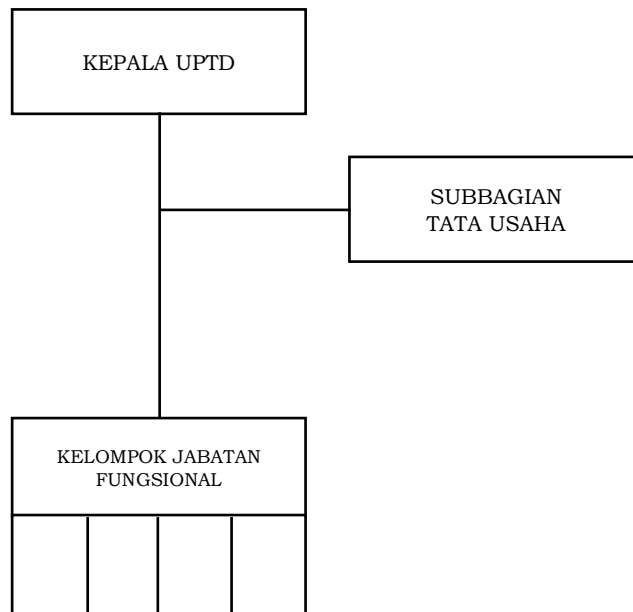 KEPALA UPTD
SUBBAGIAN
TATA USAHA
KELOMPOK JABATAN
FUNGSIONAL